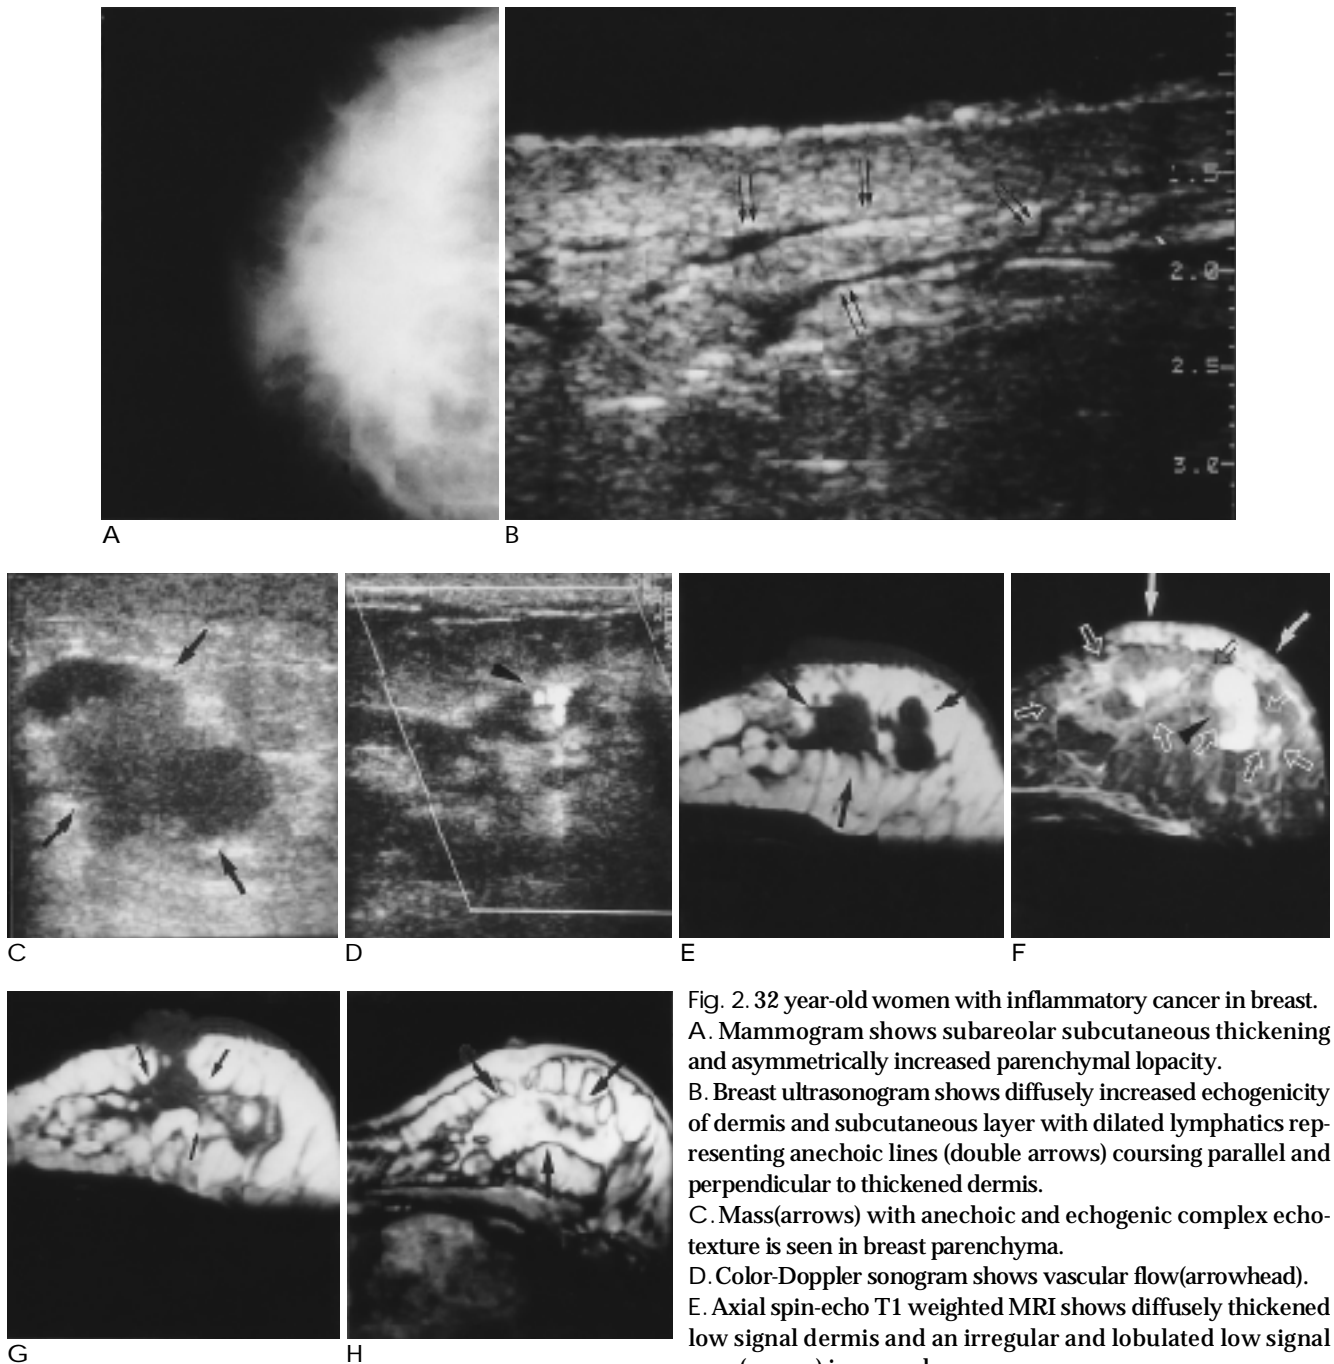 1.5
2.0
2.5
3.0
A
B
C
D
E
F
G
H
Fig. 2. 32 year-old women with inflammatory cancer in breast.
A. Mammogram shows subareolar subcutaneous thickening
and asymmetrically increased parenchymal lopacity.
B. Breast ultrasonogram shows diffusely increased echogenicity
of dermis and subcutaneous layer with dilated lymphatics rep-
resenting anechoic lines (double arrows) coursing parallel and
perpendicular to thickened dermis.
C. Mass(arrows) with anechoic and echogenic complex echo-
texture is seen in breast parenchyma.
D. Color-Doppler sonogram shows vascular flow(arrowhead).
E. Axial spin-echo T1 weighted MRI shows diffusely thickened
low signal dermis and an irregular and lobulated low signal